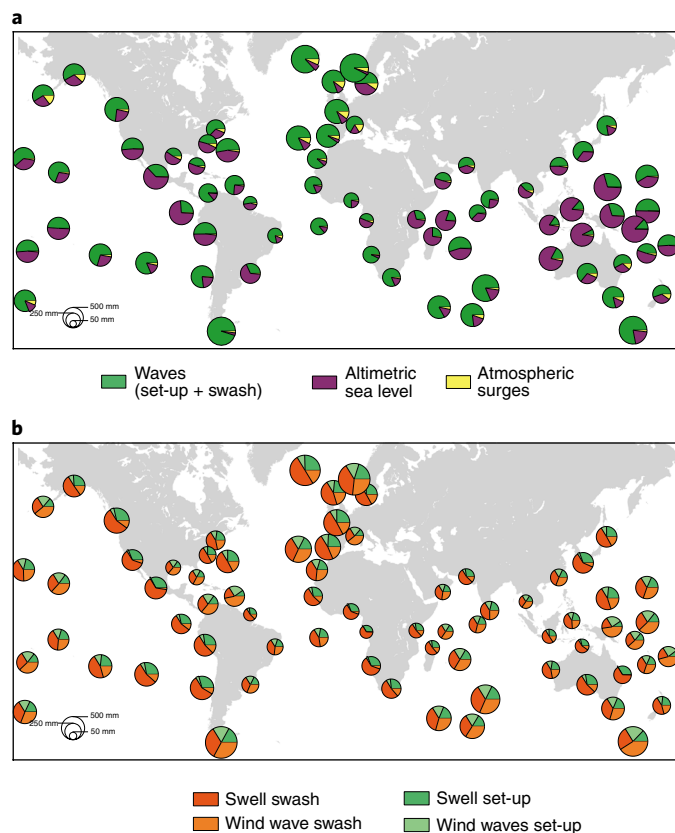 a
500 mm
250 mm
50 mm
Waves
(set-up + swash)
Altimetric
sea level
Atmospheric
surges
b
500 mm
250 mm
50 mm
Swell swash
Swell set-up
Wind wave swash
Wind waves set-up